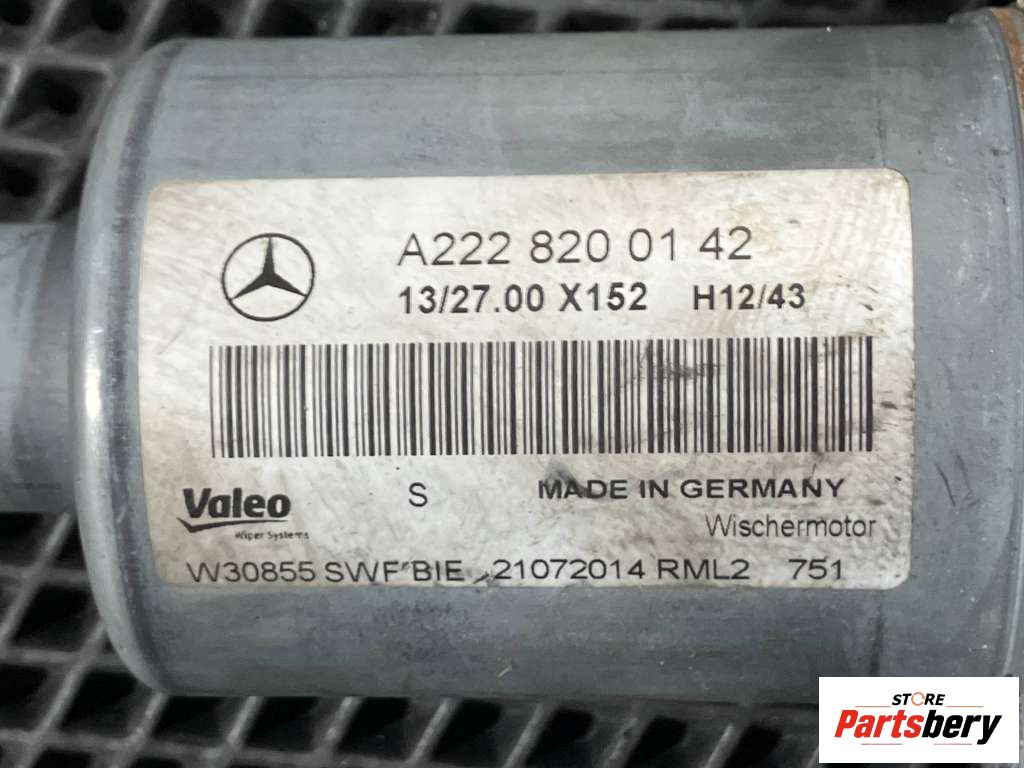 A222 820 01 42
13/27.00 X152 H12/43
Valeo
Wiper Systems
S
MADE IN GERMANY
Wischermotor
W30855 SWF BIE 21072014 RML2 751
STORE
Partsbery